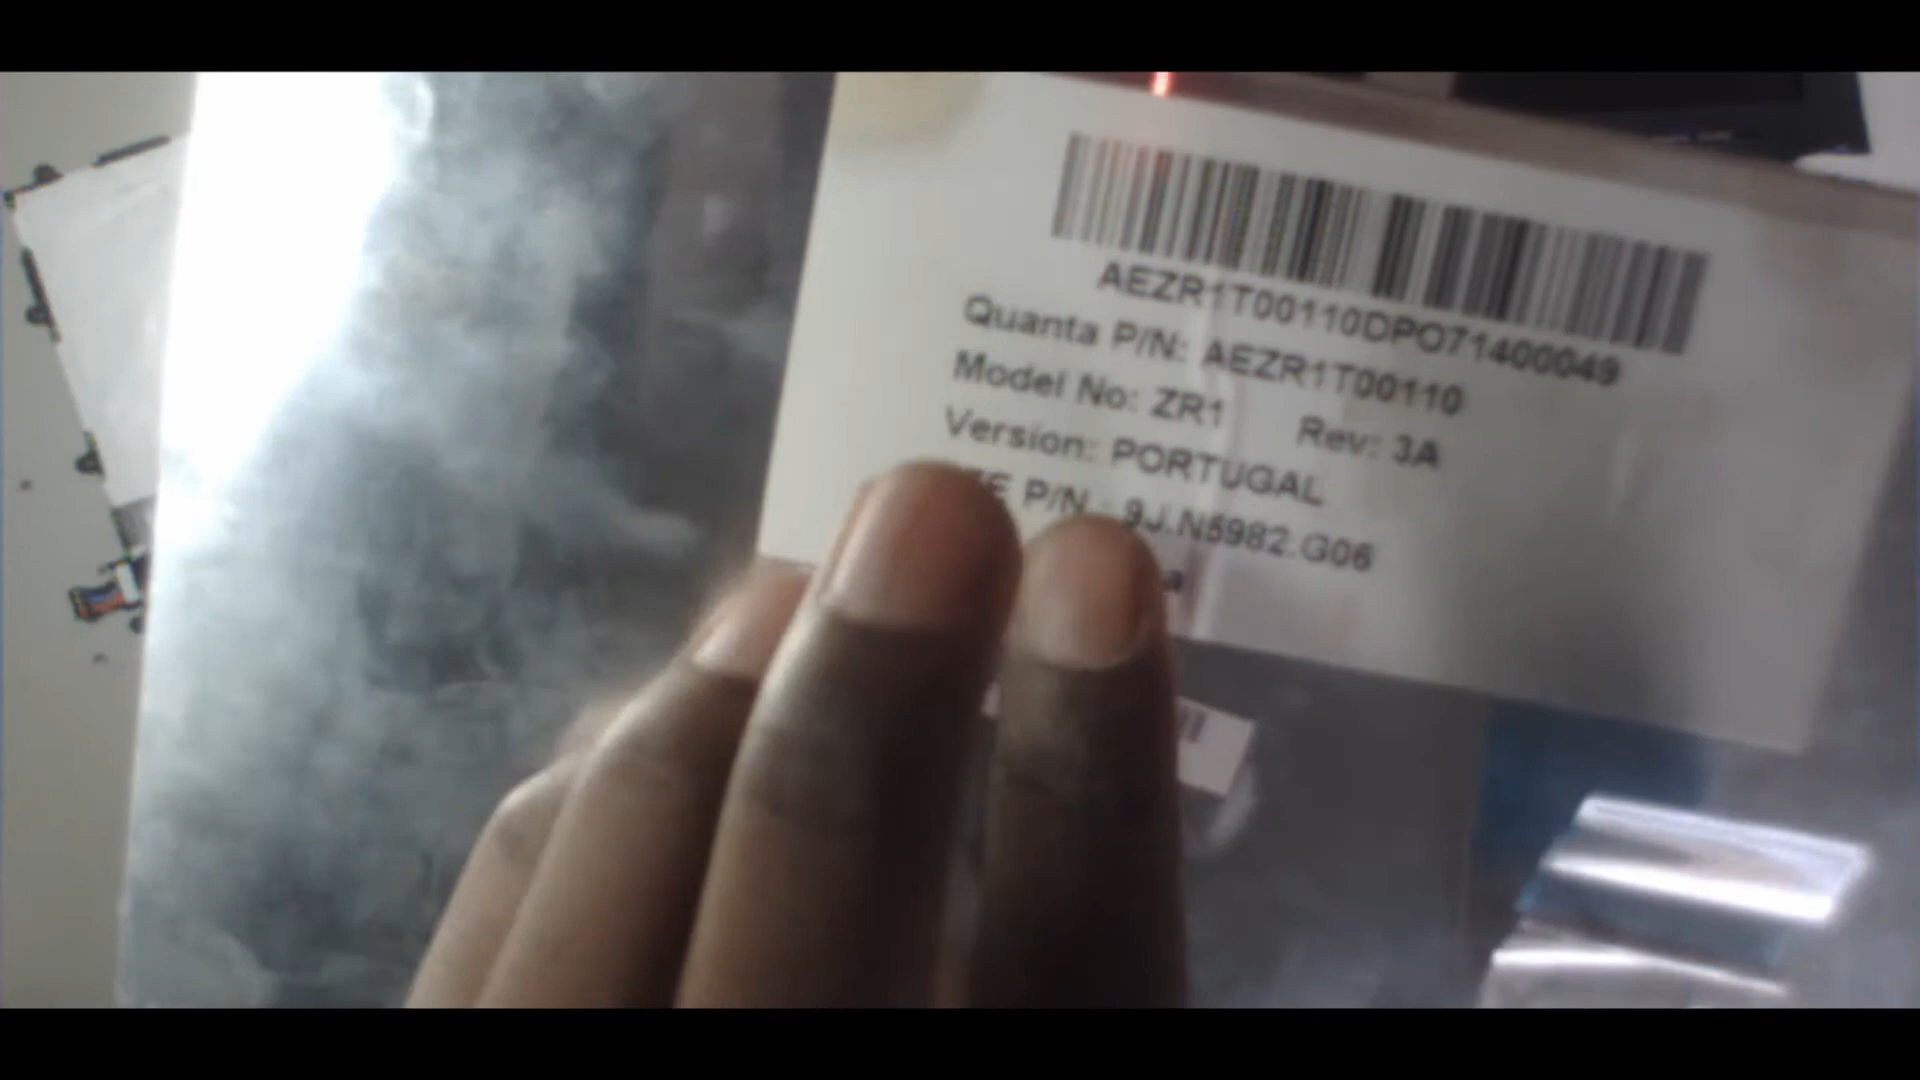 AEZR1T00110DPO71400049
Quanta P/N: AEZR1T00110
Model No: ZR1 Rev: 3A
Version: PORTUGAL
P/N : 9J.N5982.G06